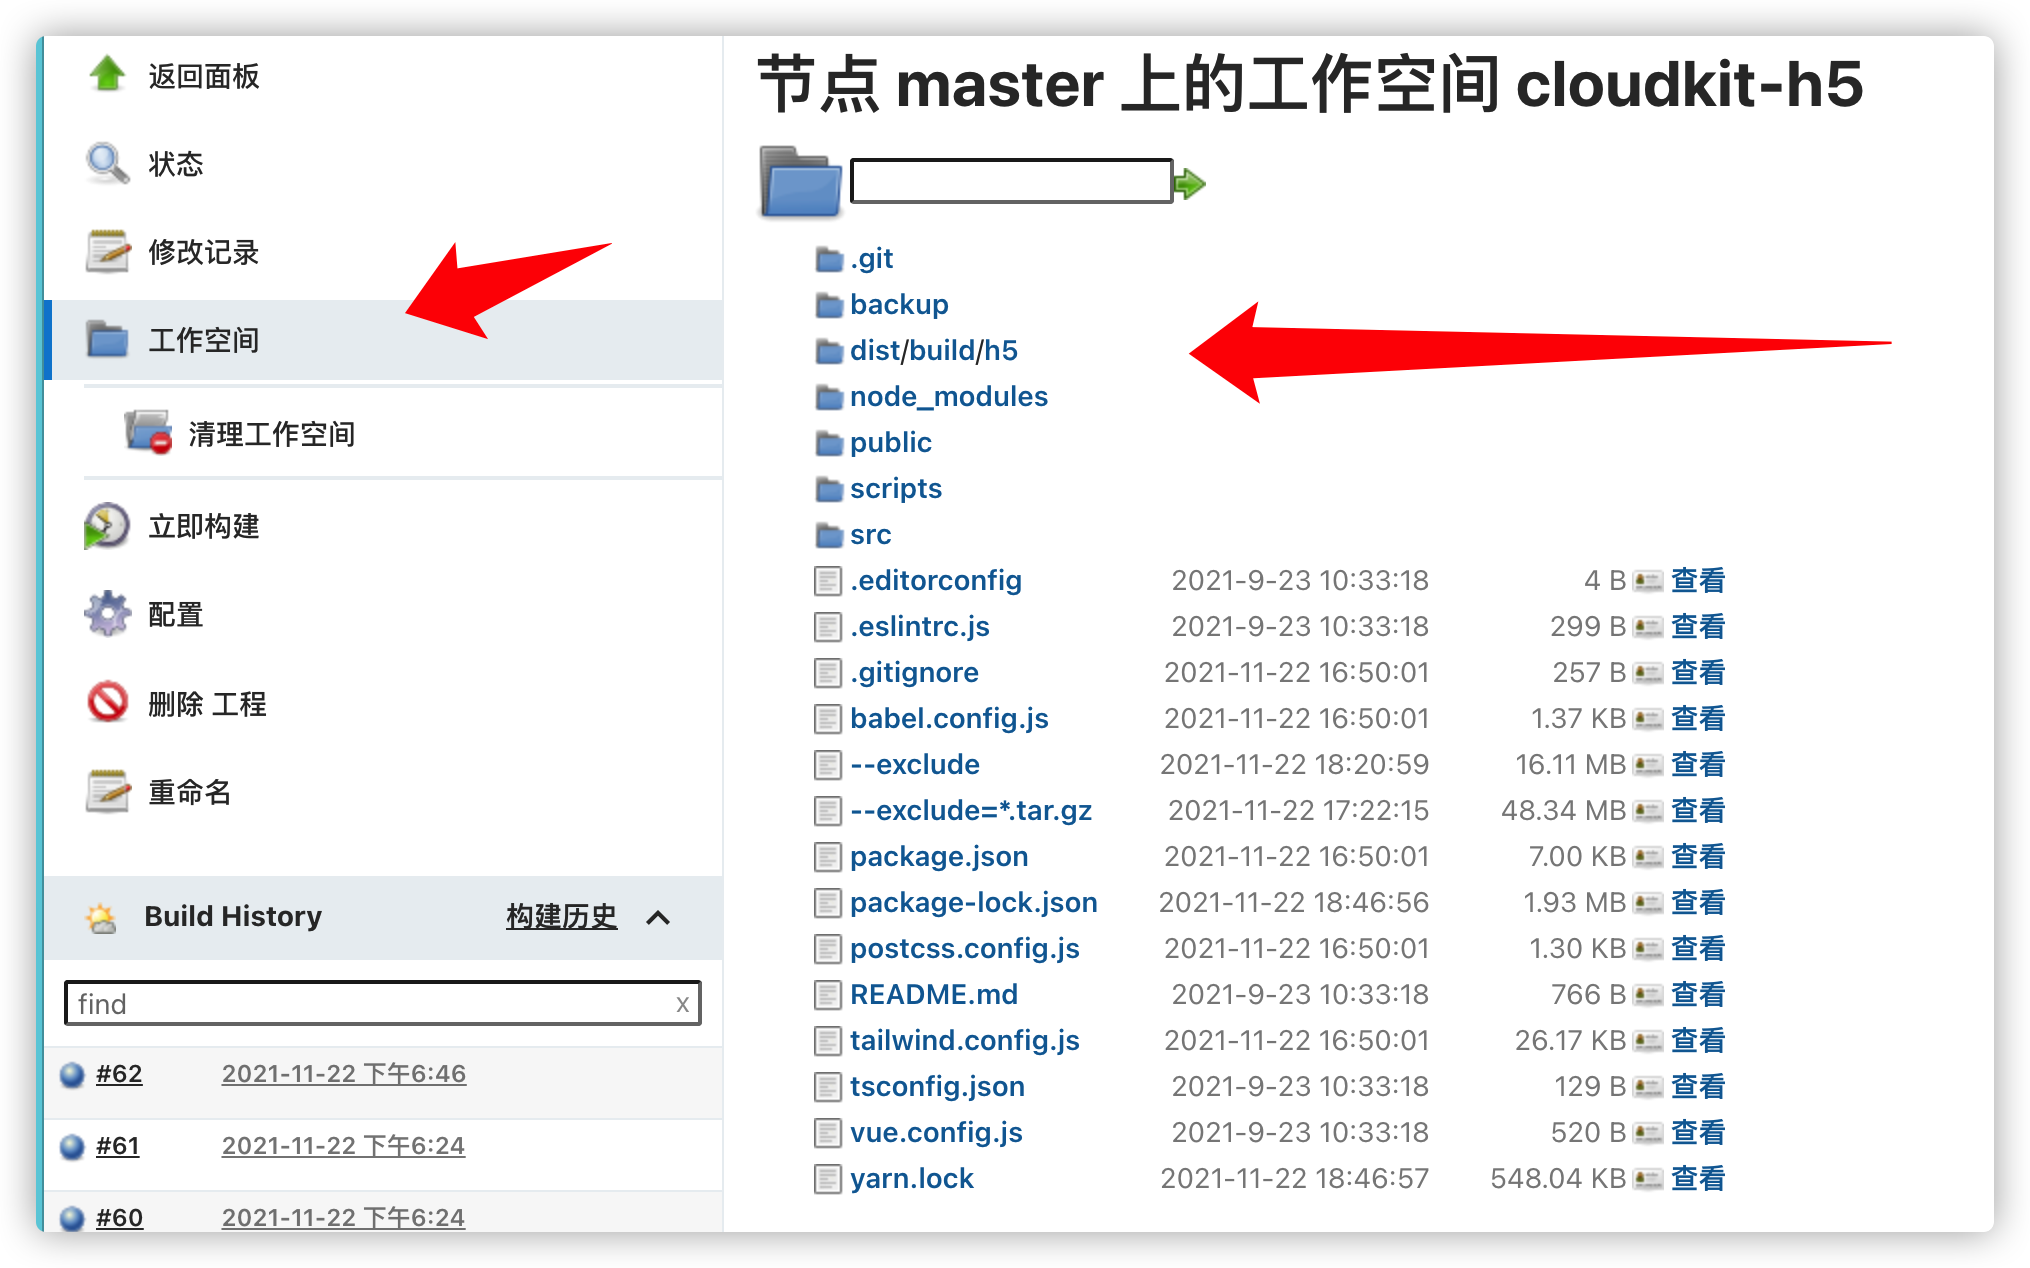 返回面板
状态
修改记录
工作空间
清理工作空间
立即构建
配置
删除 工程
重命名
Build History 构建历史
find x
#62 2021-11-22 下午6:46
#61 2021-11-22 下午6:24
#60 2021-11-22 下午6:24
节点 master 上的工作空间 cloudkit-h5
.git
backup
dist/build/h5
node_modules
public
scripts
src
.editorconfig 2021-9-23 10:33:18 4 B 查看
.eslintrc.js 2021-9-23 10:33:18 299 B 查看
.gitignore 2021-11-22 16:50:01 257 B 查看
babel.config.js 2021-11-22 16:50:01 1.37 KB 查看
--exclude 2021-11-22 18:20:59 16.11 MB 查看
--exclude=*.tar.gz 2021-11-22 17:22:15 48.34 MB 查看
package.json 2021-11-22 16:50:01 7.00 KB 查看
package-lock.json 2021-11-22 18:46:56 1.93 MB 查看
postcss.config.js 2021-11-22 16:50:01 1.30 KB 查看
README.md 2021-9-23 10:33:18 766 B 查看
tailwind.config.js 2021-11-22 16:50:01 26.17 KB 查看
tsconfig.json 2021-9-23 10:33:18 129 B 查看
vue.config.js 2021-9-23 10:33:18 520 B 查看
yarn.lock 2021-11-22 18:46:57 548.04 KB 查看